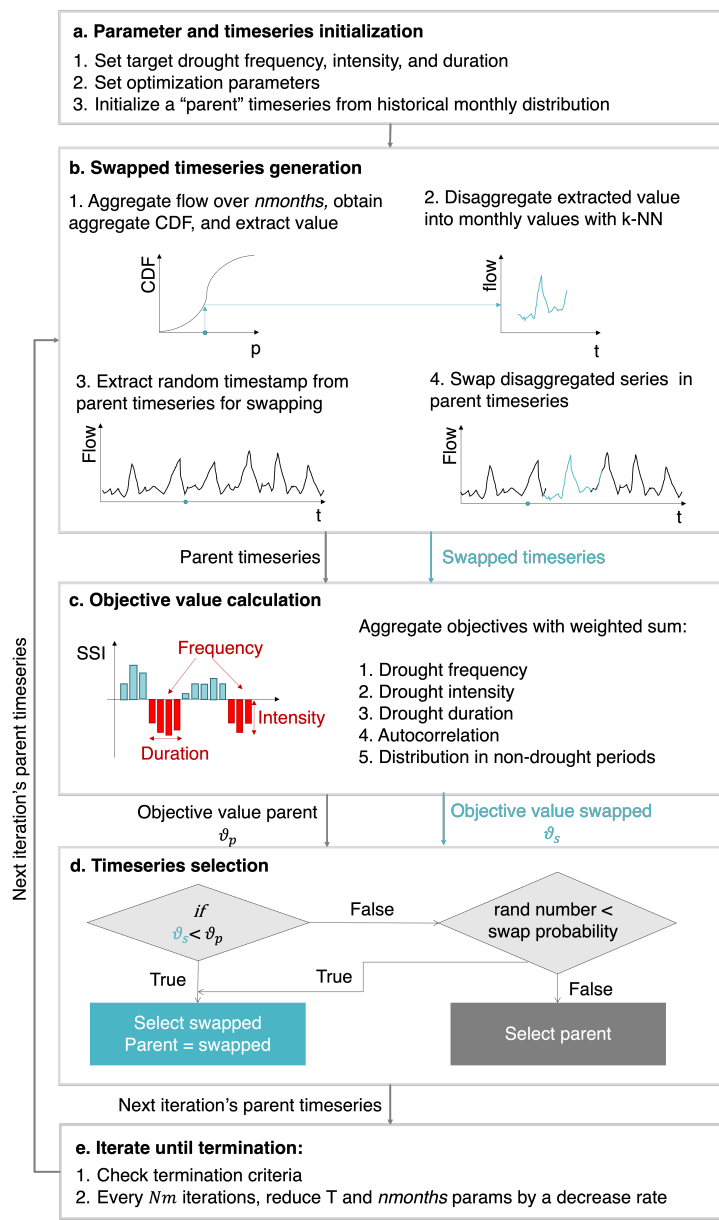 a. Parameter and timeseries initialization
1. Set target drought frequency, intensity, and duration
2. Set optimization parameters
3. Initialize a “parent” timeseries from historical monthly distribution
b. Swapped timeseries generation
1. Aggregate flow over nmonths, obtain
aggregate CDF, and extract value
CDF
p
2. Disaggregate extracted value
into monthly values with k-NN
flow
t
3. Extract random timestamp from
parent timeseries for swapping
Flow
t
4. Swap disaggregated series in
parent timeseries
Flow
t
Parent timeseries
Swapped timeseries
c. Objective value calculation
SSI
Frequency
Intensity
Duration
Aggregate objectives with weighted sum:
1. Drought frequency
2. Drought intensity
3. Drought duration
4. Autocorrelation
5. Distribution in non-drought periods
Objective value parent
ϑp
Objective value swapped
ϑs
d. Timeseries selection
if
ϑs< ϑp
False
rand number <
swap probability
True
True
False
Select swapped
Parent = swapped
Select parent
Next iteration’s parent timeseries
Next iteration’s parent timeseries
e. Iterate until termination:
1. Check termination criteria
2. Every Nm iterations, reduce T and nmonths params by a decrease rate